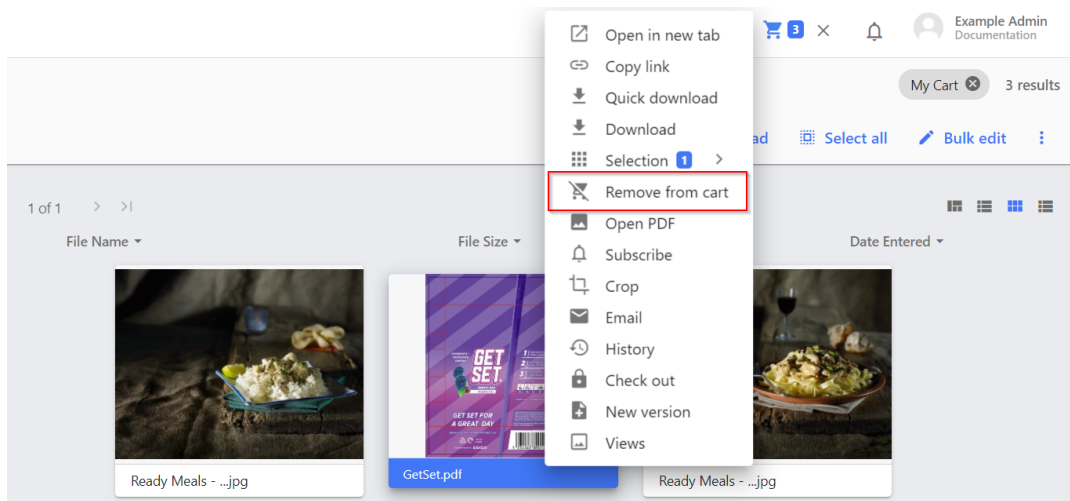 3
Example Admin
Documentation
My Cart
3 results
ad
Select all
Bulk edit
Open in new tab
Copy link
Quick download
Download
Selection 1
Remove from cart
Open PDF
Subscribe
Crop
Email
History
Check out
New version
Views
1 of 1
File Name
File Size
Date Entered
GET
SET
GET SET FOR
A GREAT DAY
Ready Meals - ...jpg
GetSet.pdf
Ready Meals - ...jpg